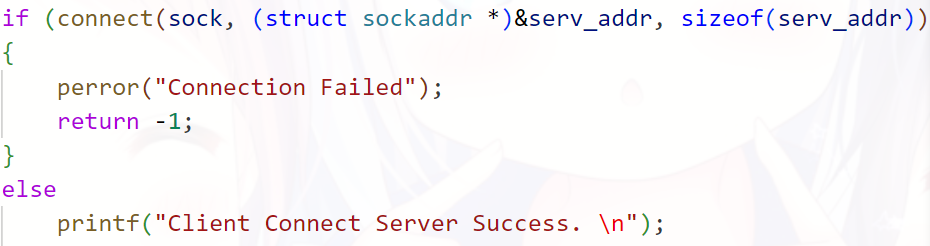 if (connect(sock, (struct sockaddr *)&serv_addr, sizeof(serv_addr))
{
    perror("Connection Failed");
    return -1;
}
else
    printf("Client Connect Server Success. \n");